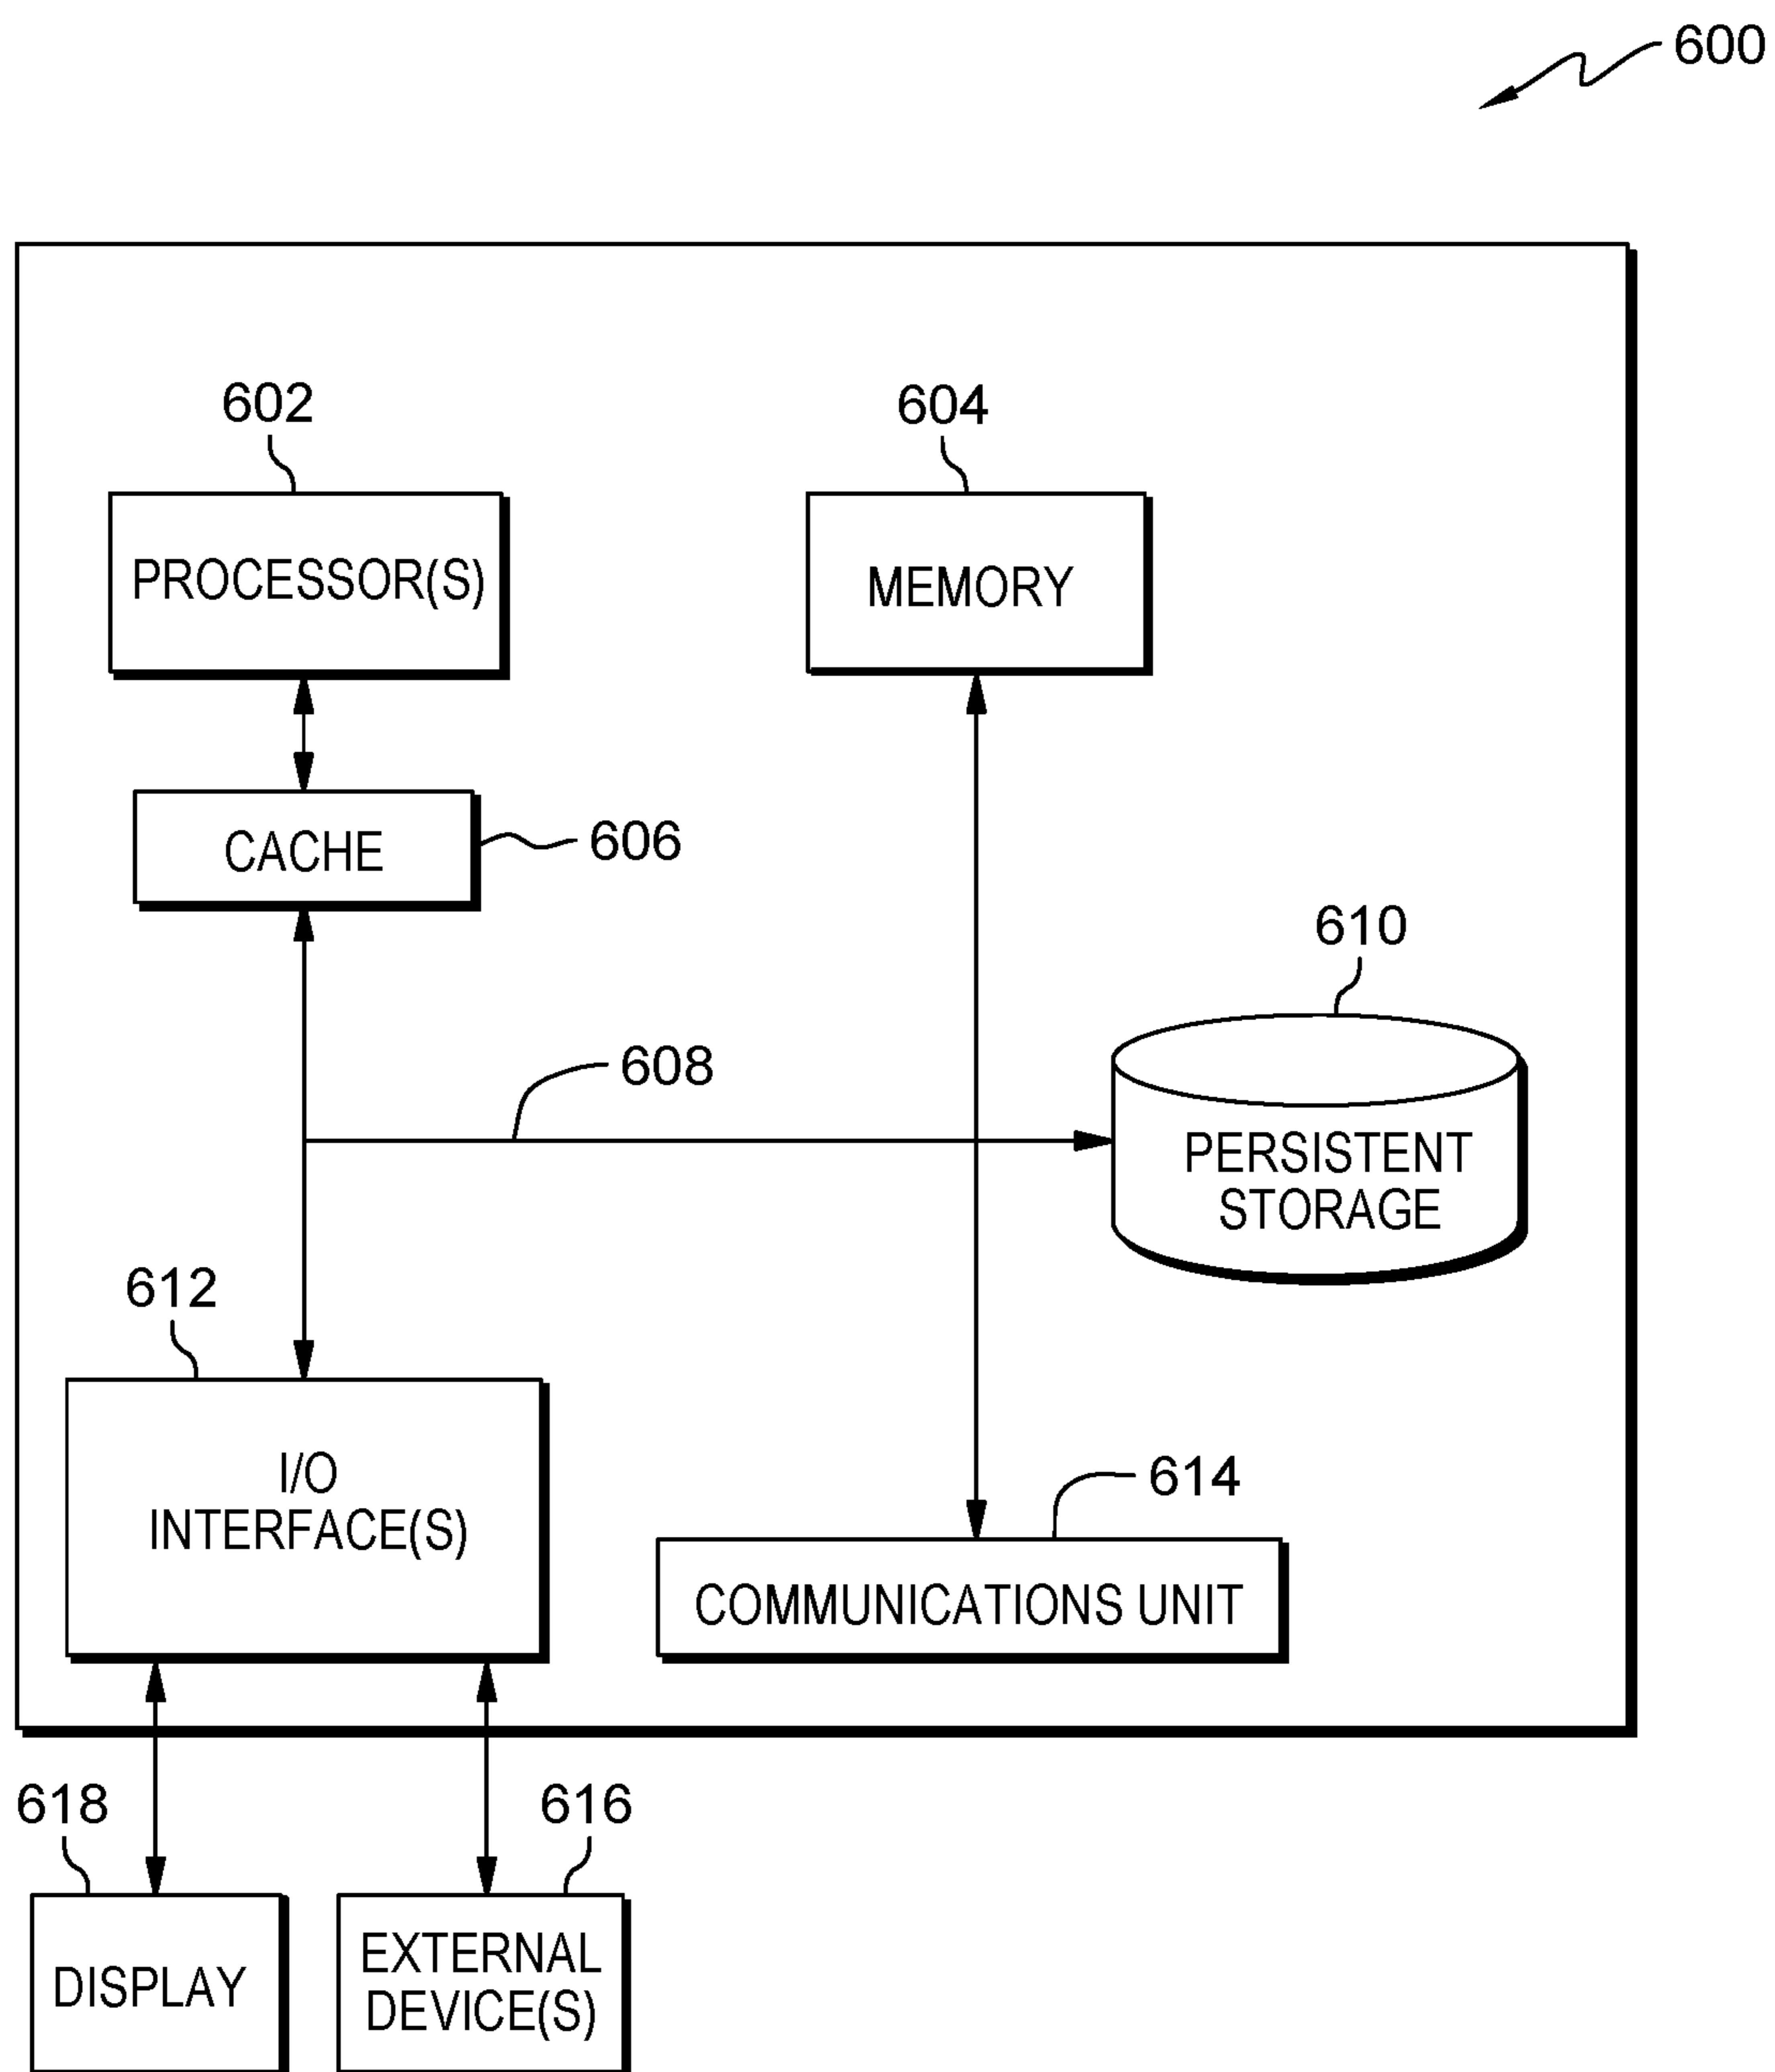 600
602
604
PROCESSOR(S)
MEMORY
CACHE
606
610
608
PERSISTENT
STORAGE
612
I/O
INTERFACE(S)
614
COMMUNICATIONS UNIT
618
616
DISPLAY
EXTERNAL
DEVICE(S)